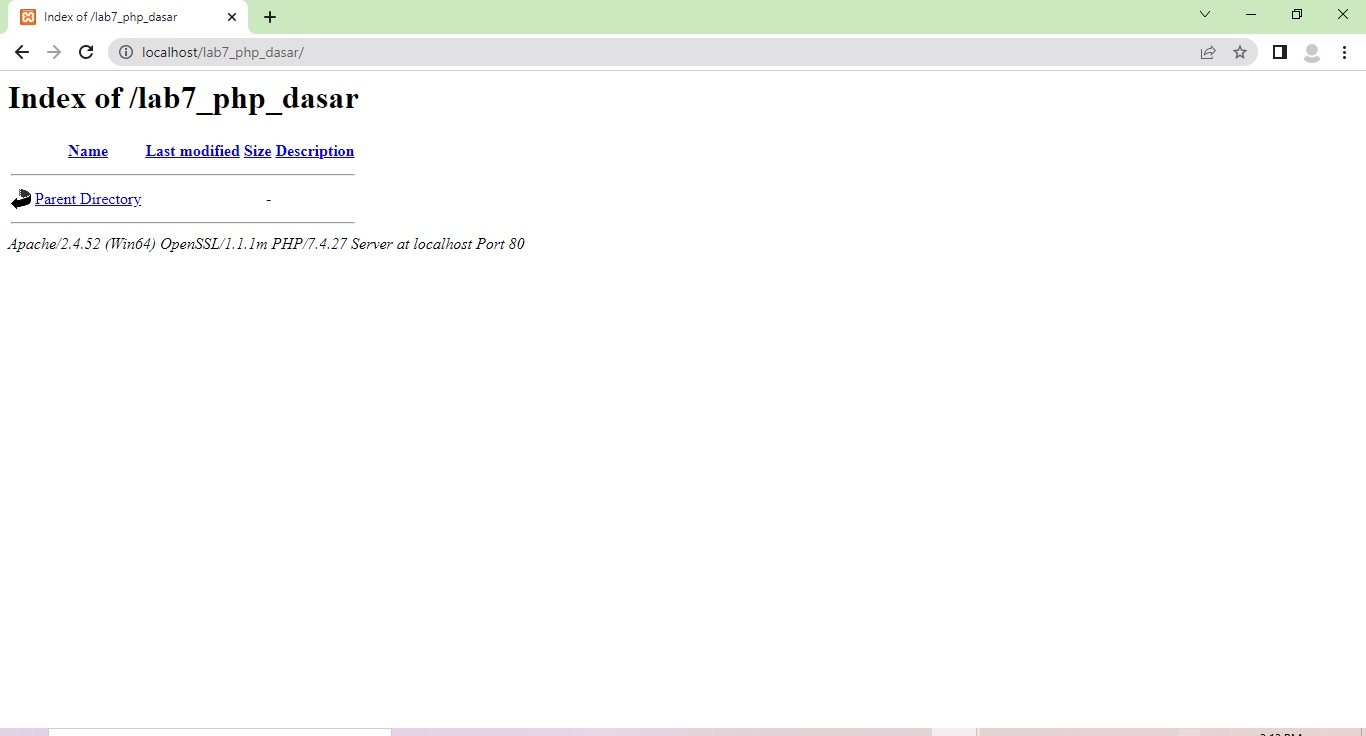 Index of /lab7_php_dasar
localhost/lab7_php_dasar/
Index of /lab7_php_dasar
Name Last modified Size Description
Parent Directory -
Apache/2.4.52 (Win64) OpenSSL/1.1.1m PHP/7.4.27 Server at localhost Port 80